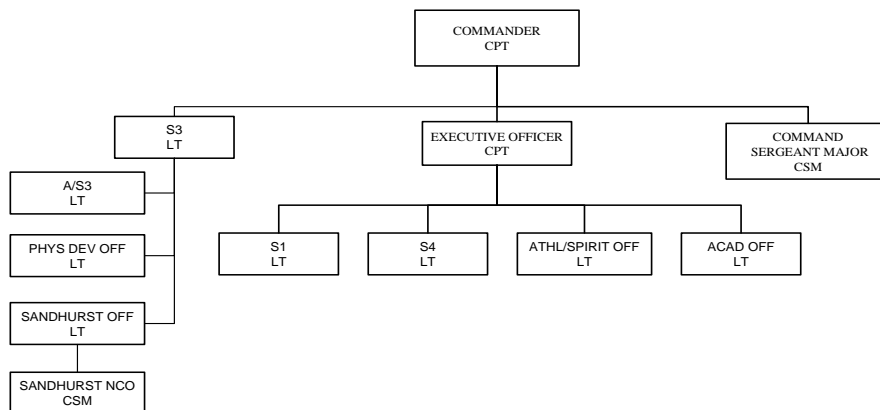 COMMANDER
CPT
S3
LT
EXECUTIVE OFFICER
CPT
COMMAND
SERGEANT MAJOR
CSM
A/S3
LT
PHYS DEV OFF
LT
SANDHURST OFF
LT
SANDHURST NCO
CSM
S1
LT
S4
LT
ATHL/SPIRIT OFF
LT
ACAD OFF
LT